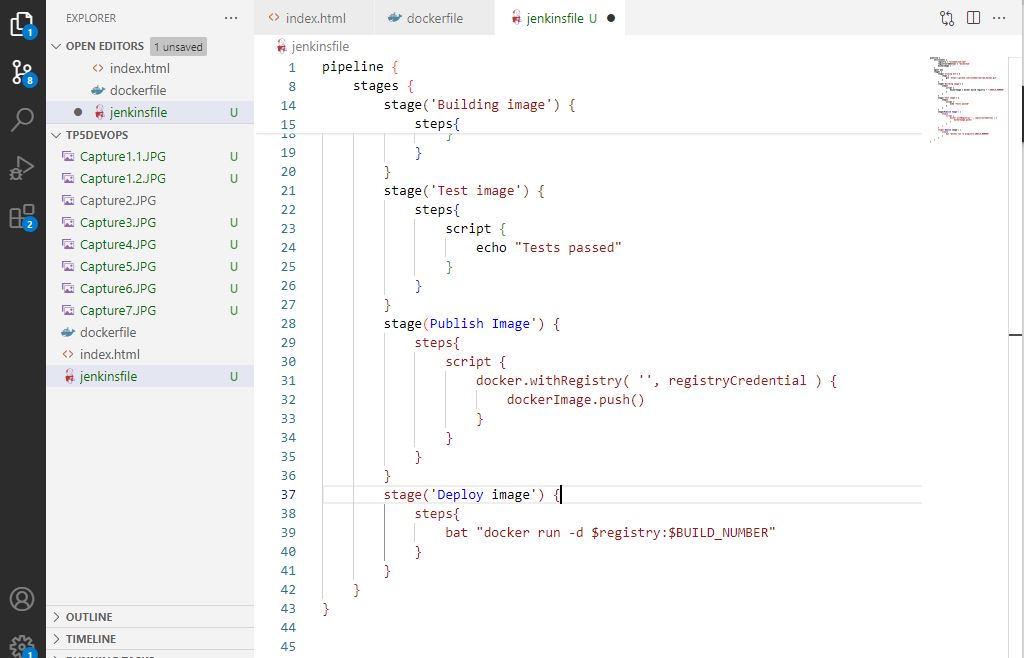 EXPLORER
OPEN EDITORS 1 unsaved
index.html
dockerfile
jenkinsfile U
TP5DEVOPS
Capture1.1.JPG U
Capture1.2.JPG U
Capture2.JPG
Capture3.JPG U
Capture4.JPG U
Capture5.JPG U
Capture6.JPG U
Capture7.JPG U
dockerfile
index.html
jenkinsfile U
OUTLINE
TIMELINE
1
8
2
1
index.html dockerfile jenkinsfile U
jenkinsfile
1 pipeline {
8 stages {
14 stage('Building image') {
15 steps{
18 }
19 }
20 }
21 stage('Test image') {
22 steps{
23 script {
24 echo "Tests passed"
25 }
26 }
27 }
28 stage(Publish Image') {
29 steps{
30 script {
31 docker.withRegistry( '', registryCredential ) {
32 dockerImage.push()
33 }
34 }
35 }
36 }
37 stage('Deploy image') {
38 steps{
39 bat "docker run -d $registry:$BUILD_NUMBER"
40 }
41 }
42 }
43 }
44
45